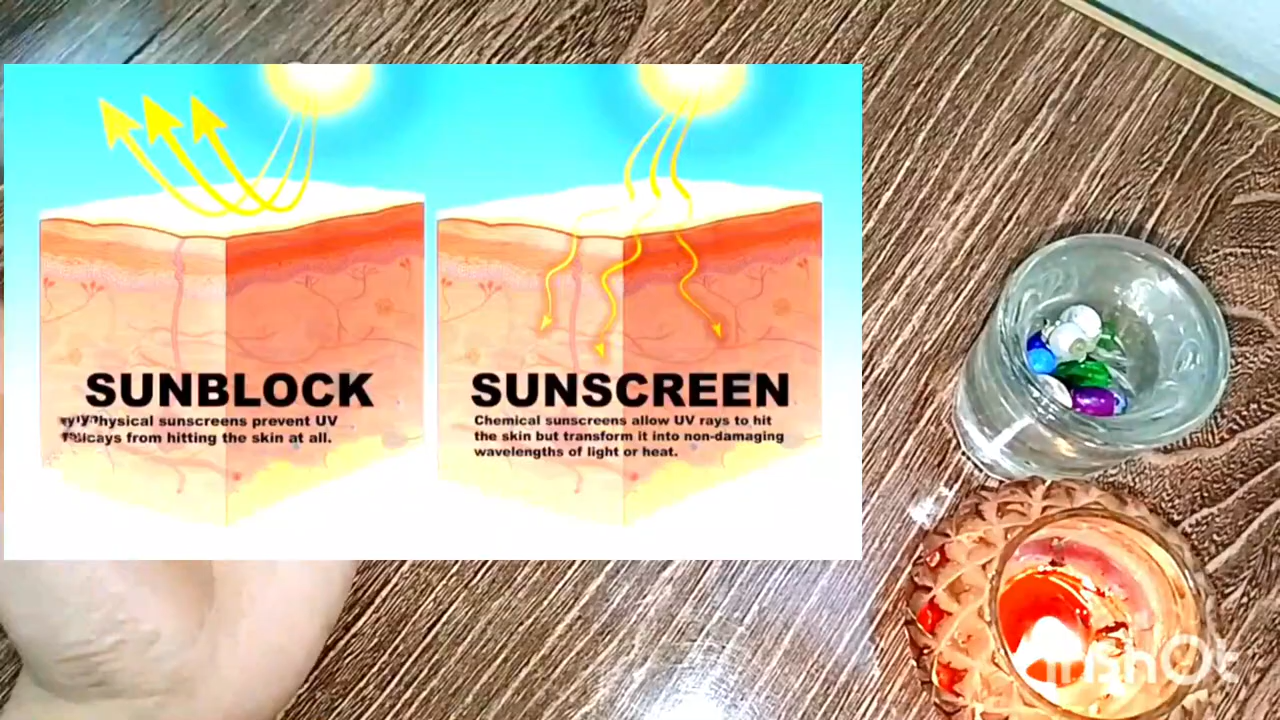 SUNBLOCK
Physical sunscreens prevent UV
from hitting the skin at all.
SUNSCREEN
Chemical sunscreens allow UV rays to hit
the skin but transform it into non-damaging
wavelengths of light or heat.